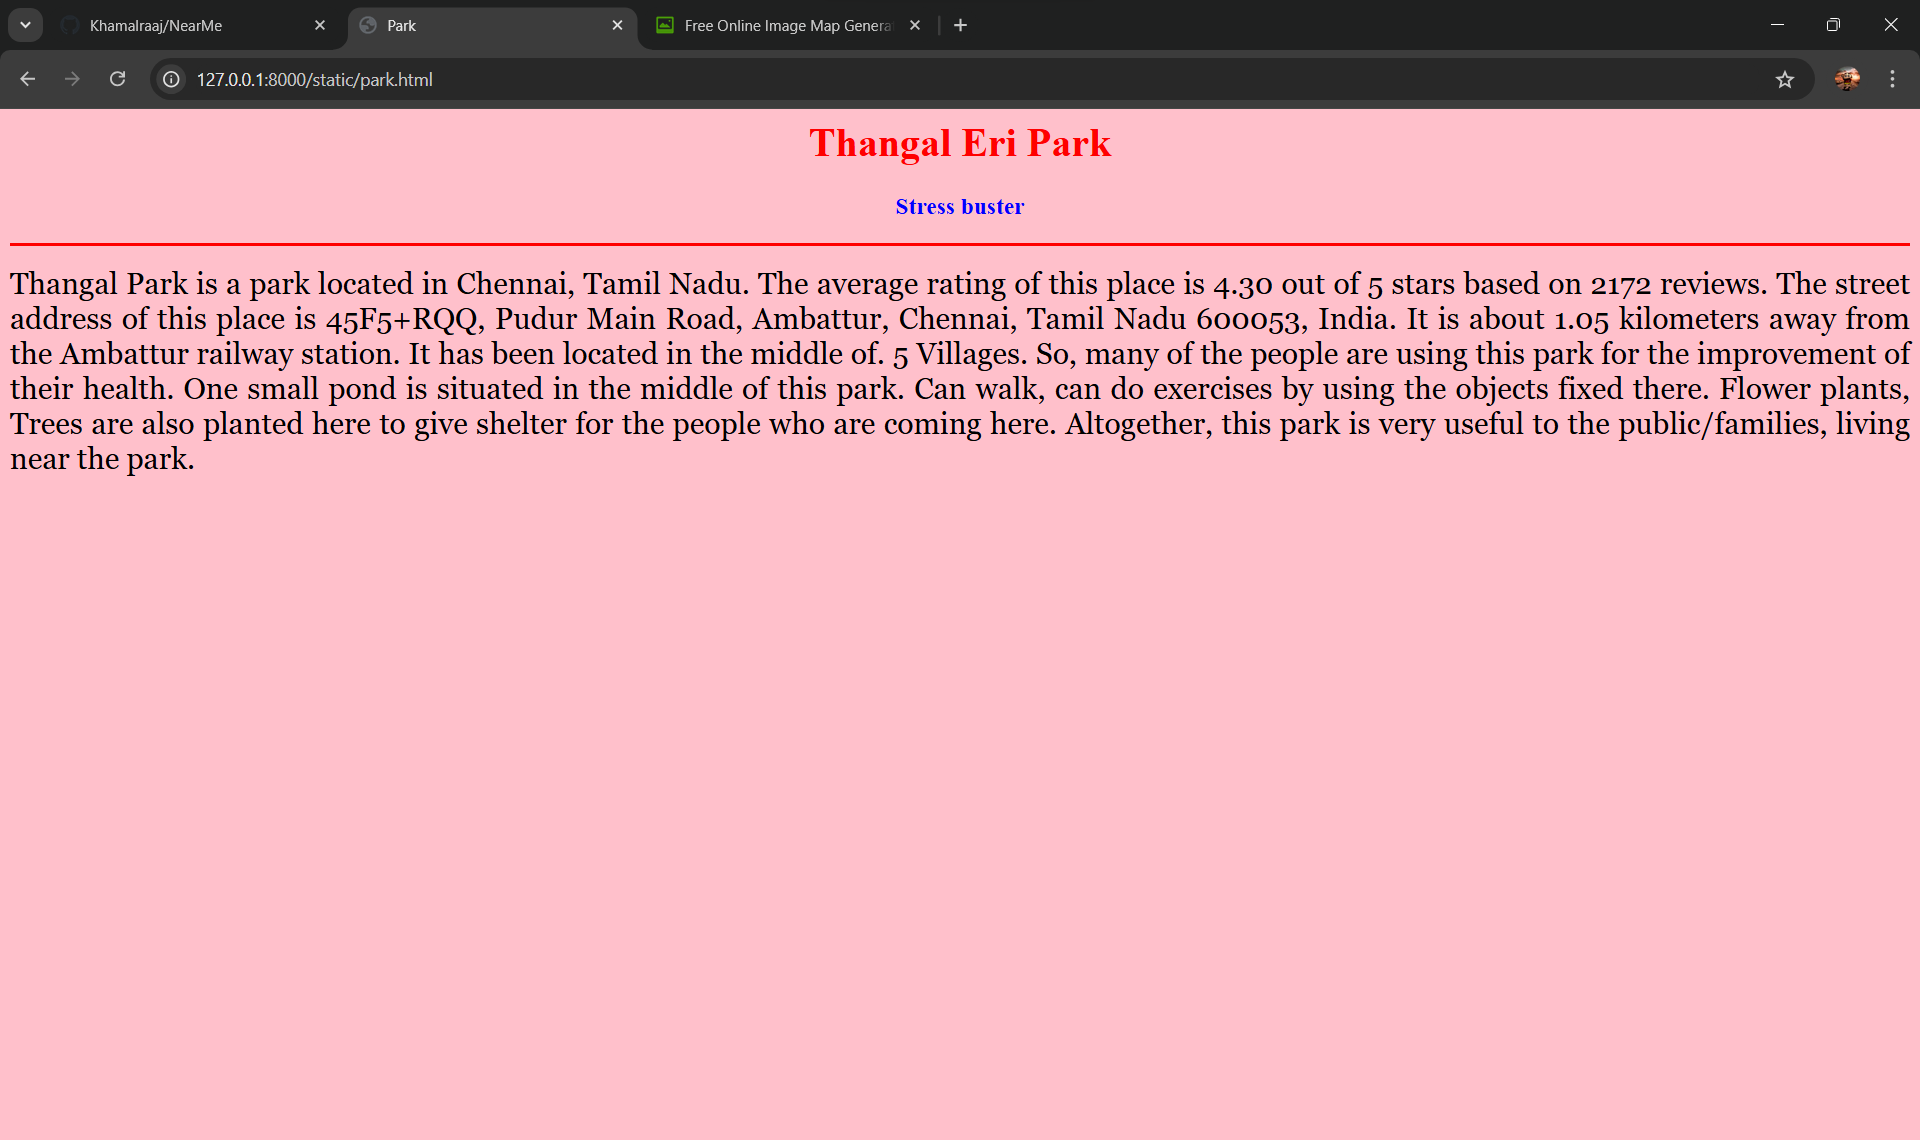 Khamalraaj/NearMe
Park
Free Online Image Map Genera
127.0.0.1:8000/static/park.html
Thangal Eri Park
Stress buster
Thangal Park is a park located in Chennai, Tamil Nadu. The average rating of this place is 4.30 out of 5 stars based on 2172 reviews. The street
address of this place is 45F5+RQQ, Pudur Main Road, Ambattur, Chennai, Tamil Nadu 600053, India. It is about 1.05 kilometers away from
the Ambattur railway station. It has been located in the middle of. 5 Villages. So, many of the people are using this park for the improvement of
their health. One small pond is situated in the middle of this park. Can walk, can do exercises by using the objects fixed there. Flower plants,
Trees are also planted here to give shelter for the people who are coming here. Altogether, this park is very useful to the public/families, living
near the park.